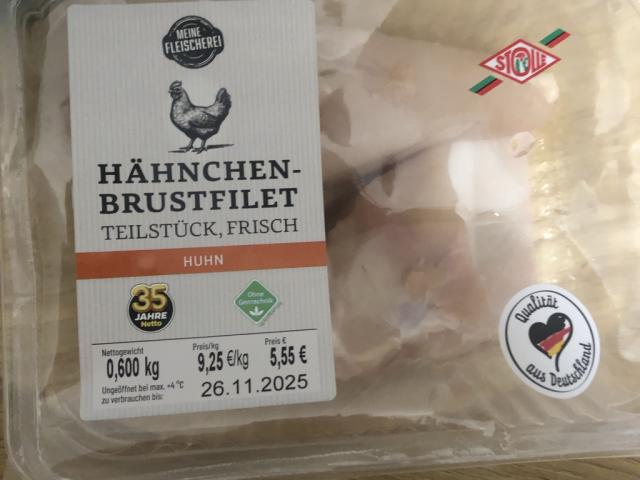 MEINE
FLEISCHEREI
STOLLE
HÄHNCHEN-
BRUSTFILET
TEILSTÜCK, FRISCH
HUHN
35
JAHRE
Netto
Ohne
Gentechnik
Nettogewicht
0,600 kg
Preis/kg
9,25 €/kg
Preis €
5,55 €
Ungeöffnet bei max. +4 °C
zu verbrauchen bis:
26.11.2025
Qualität
aus Deutschland